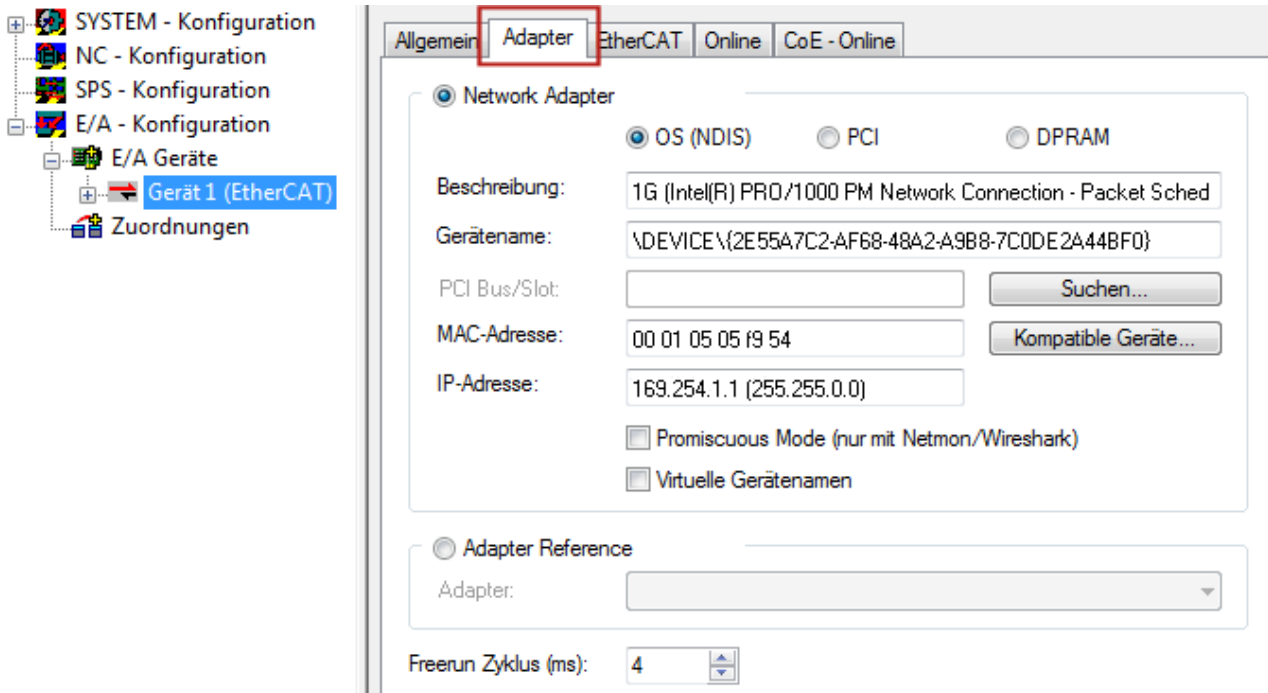 SYSTEM - Konfiguration
NC - Konfiguration
SPS - Konfiguration
E/A - Konfiguration
E/A Geräte
Gerät 1 (EtherCAT)
Zuordnungen
Allgemein Adapter EtherCAT Online CoE - Online
Network Adapter
OS (NDIS) PCI DPRAM
Beschreibung: 1G (Intel(R) PRO/1000 PM Network Connection - Packet Sched
Gerätename: \DEVICE\{2E55A7C2-AF68-48A2-A9B8-7C0DE2A44BF0}
PCI Bus/Slot: Suchen...
MAC-Adresse: 00 01 05 05 f9 54 Kompatible Geräte...
IP-Adresse: 169.254.1.1 (255.255.0.0)
Promiscuous Mode (nur mit Netmon/Wireshark)
Virtuelle Gerätenamen
Adapter Reference
Adapter:
Freerun Zyklus (ms): 4